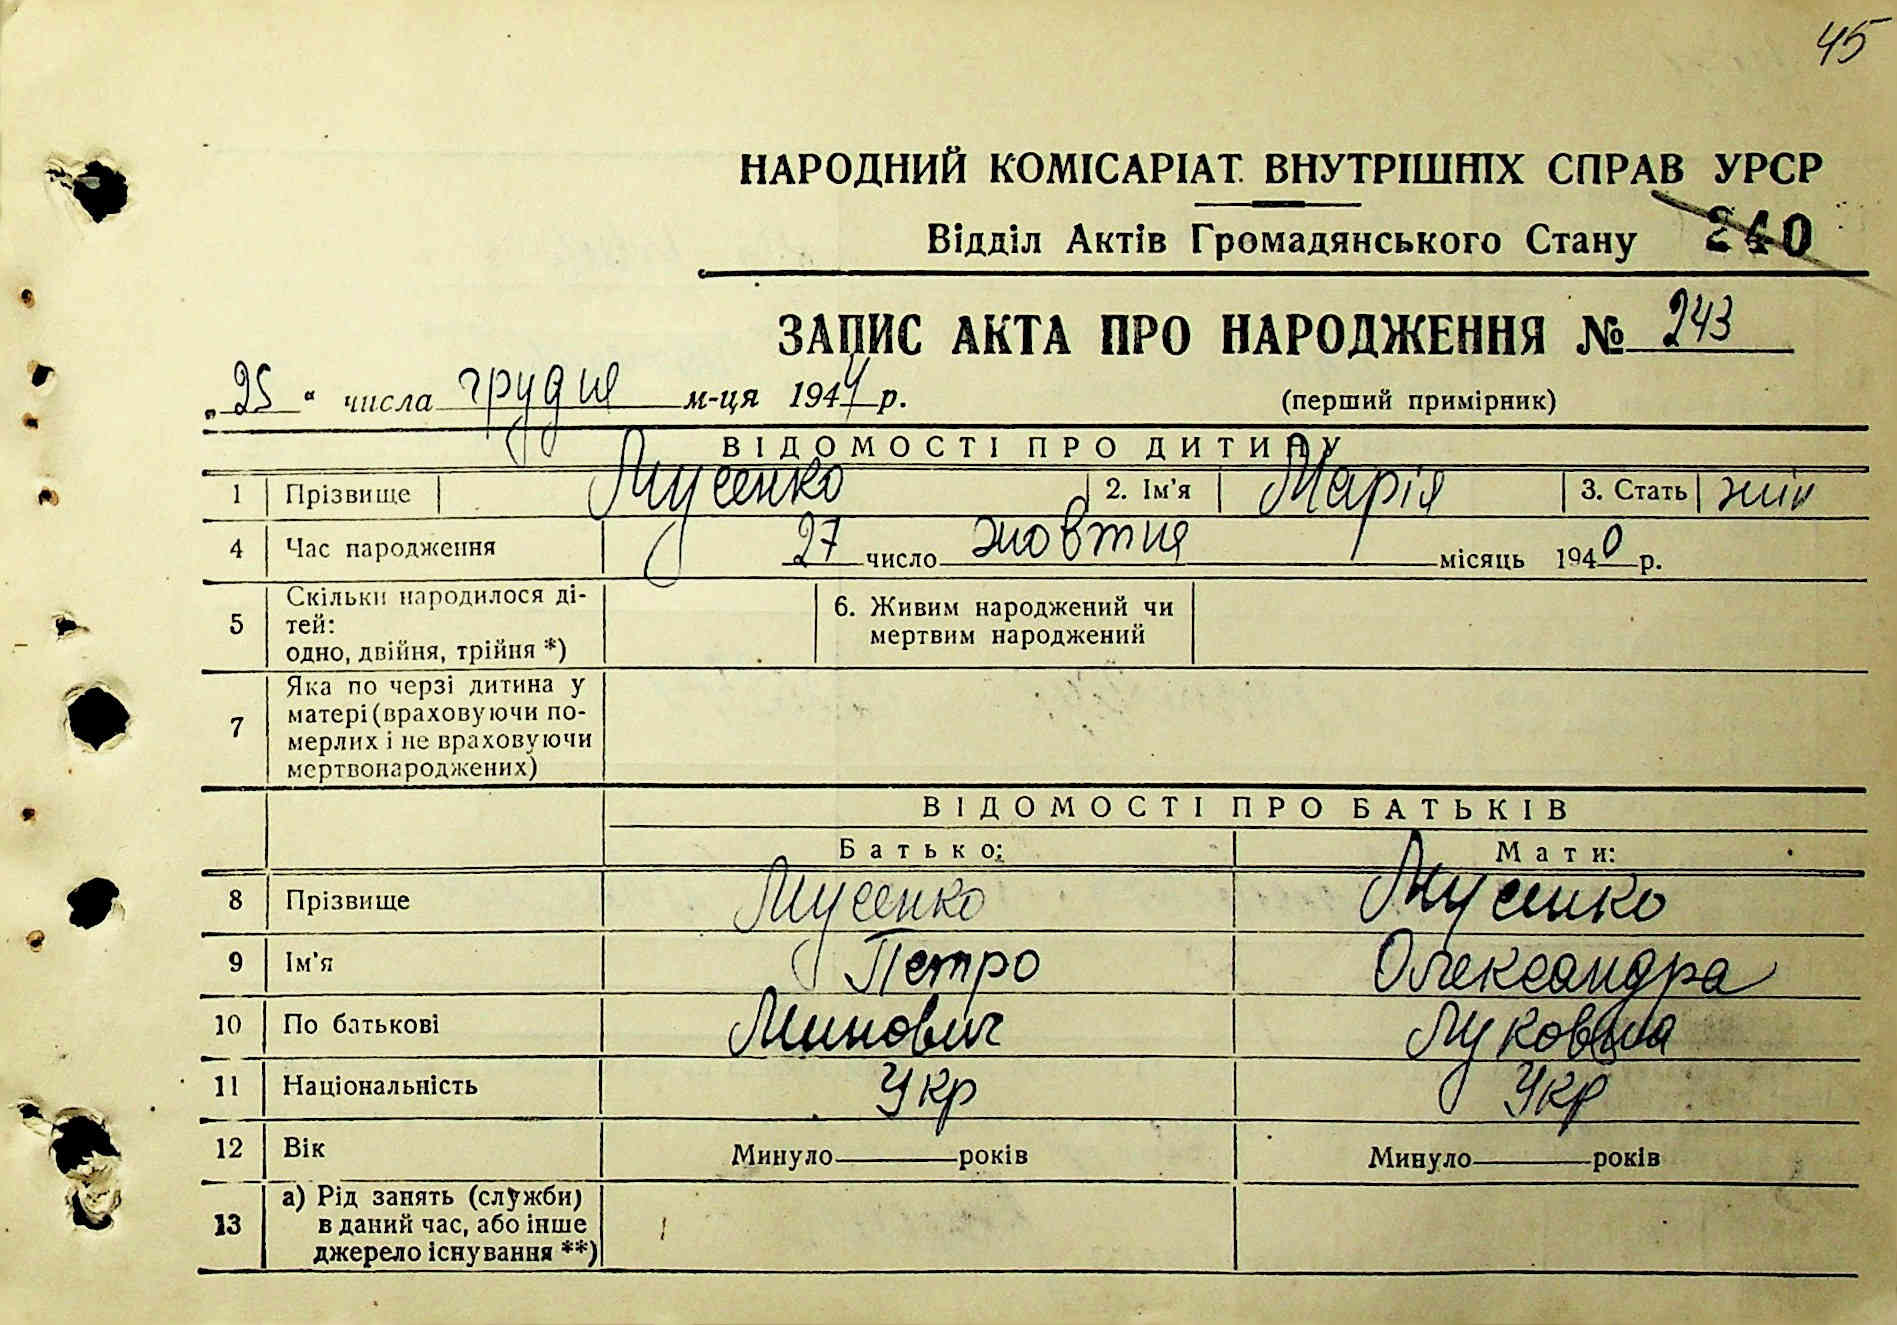 45
НАРОДНИЙ КОМІСАРІАТ ВНУТРІШНІХ СПРАВ УРСР
Відділ Актів Громадянського Стану 240
ЗАПИС АКТА ПРО НАРОДЖЕННЯ № 243
„25“ числа грудня м-ця 1944 р. (перший примірник)
ВІДОМОСТІ ПРО ДИТИНУ
1 Прізвище Мусенко 2. Ім'я Марія 3. Стать жін
4 Час народження 27 число жовтня місяць 1940 р.
5 Скільки народилося ді-
тей:
одно, двійня, трійня *)
6. Живим народжений чи
мертвим народжений
7 Яка по черзі дитина у
матері (враховуючи по-
мерлих і не враховуючи
мертвонароджених)
ВІДОМОСТІ ПРО БАТЬКІВ
Батько: Мати:
8 Прізвище Мусенко Мусенко
9 Ім'я Петро Олександра
10 По батькові Минович Луковна
11 Національність Укр Укр
12 Вік Минуло років Минуло років
13 а) Рід занять (служби)
в даний час, або інше
джерело існування **)